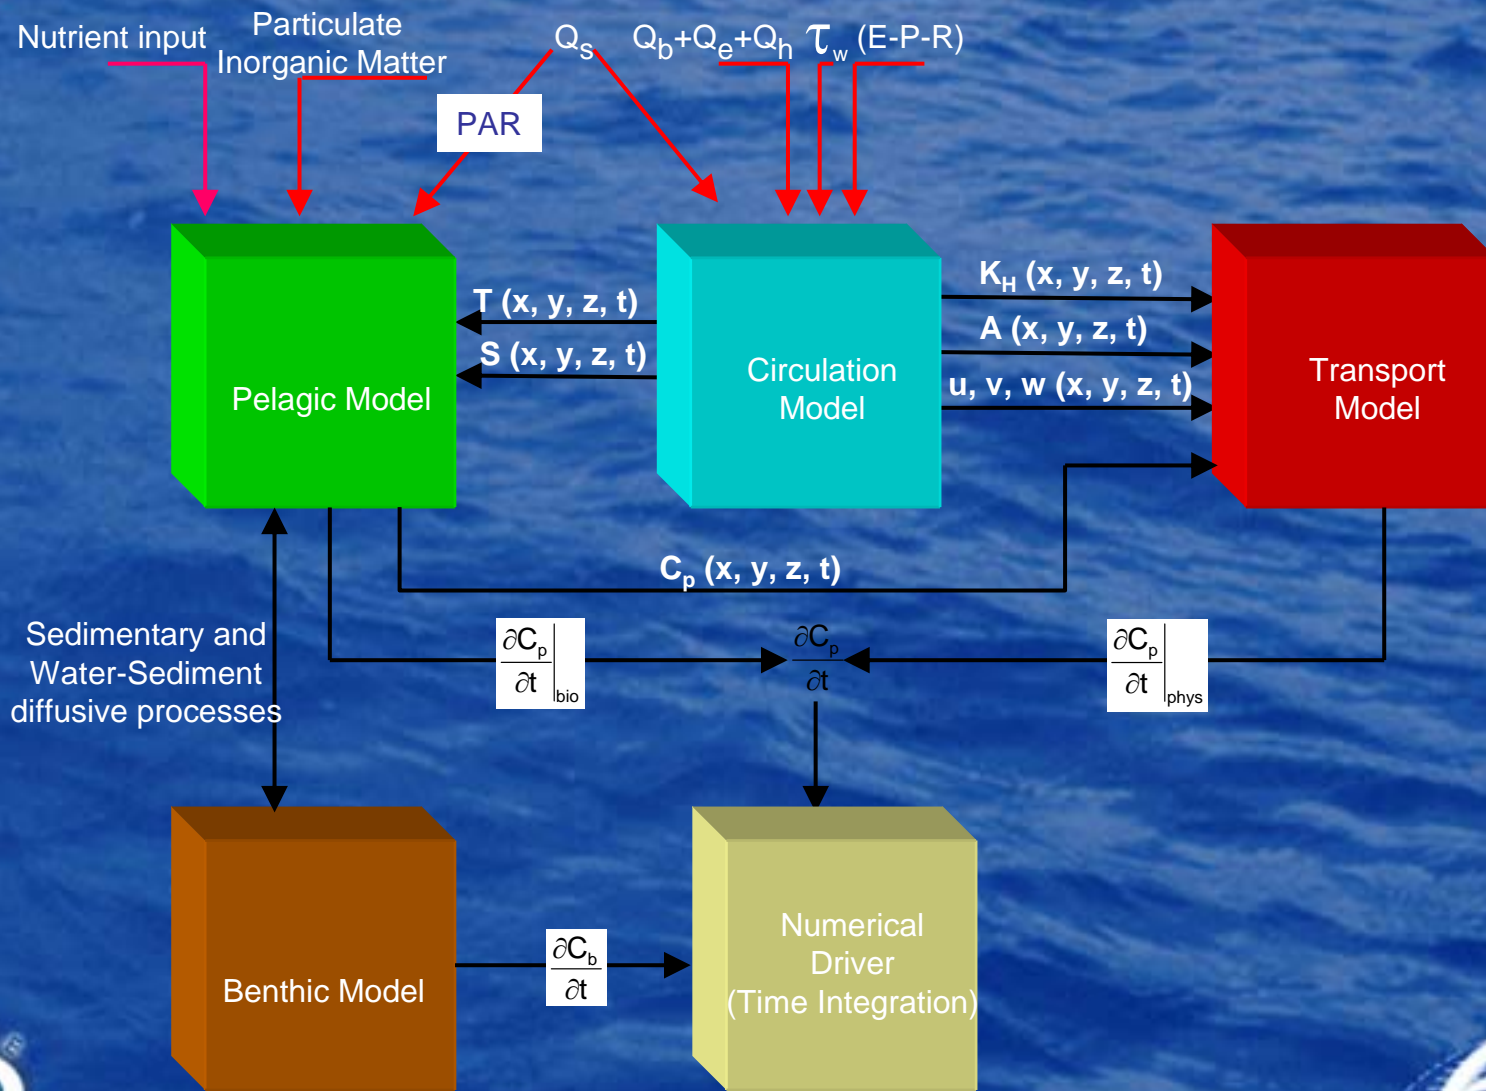 Nutrient input
Particulate
Inorganic Matter
Qs
Qb+Qe+Qh
τw
(E-P-R)
PAR
KH (x, y, z, t)
T (x, y, z, t)
A (x, y, z, t)
S (x, y, z, t)
u, v, w (x, y, z, t)
Pelagic Model
Circulation
Model
Transport
Model
Cp (x, y, z, t)
Sedimentary and
Water-Sediment
diffusive processes
∂Cp
∂t |bio
∂Cp
∂t
∂Cp
∂t |phys
Benthic Model
∂Cb
∂t
Numerical
Driver
(Time Integration)